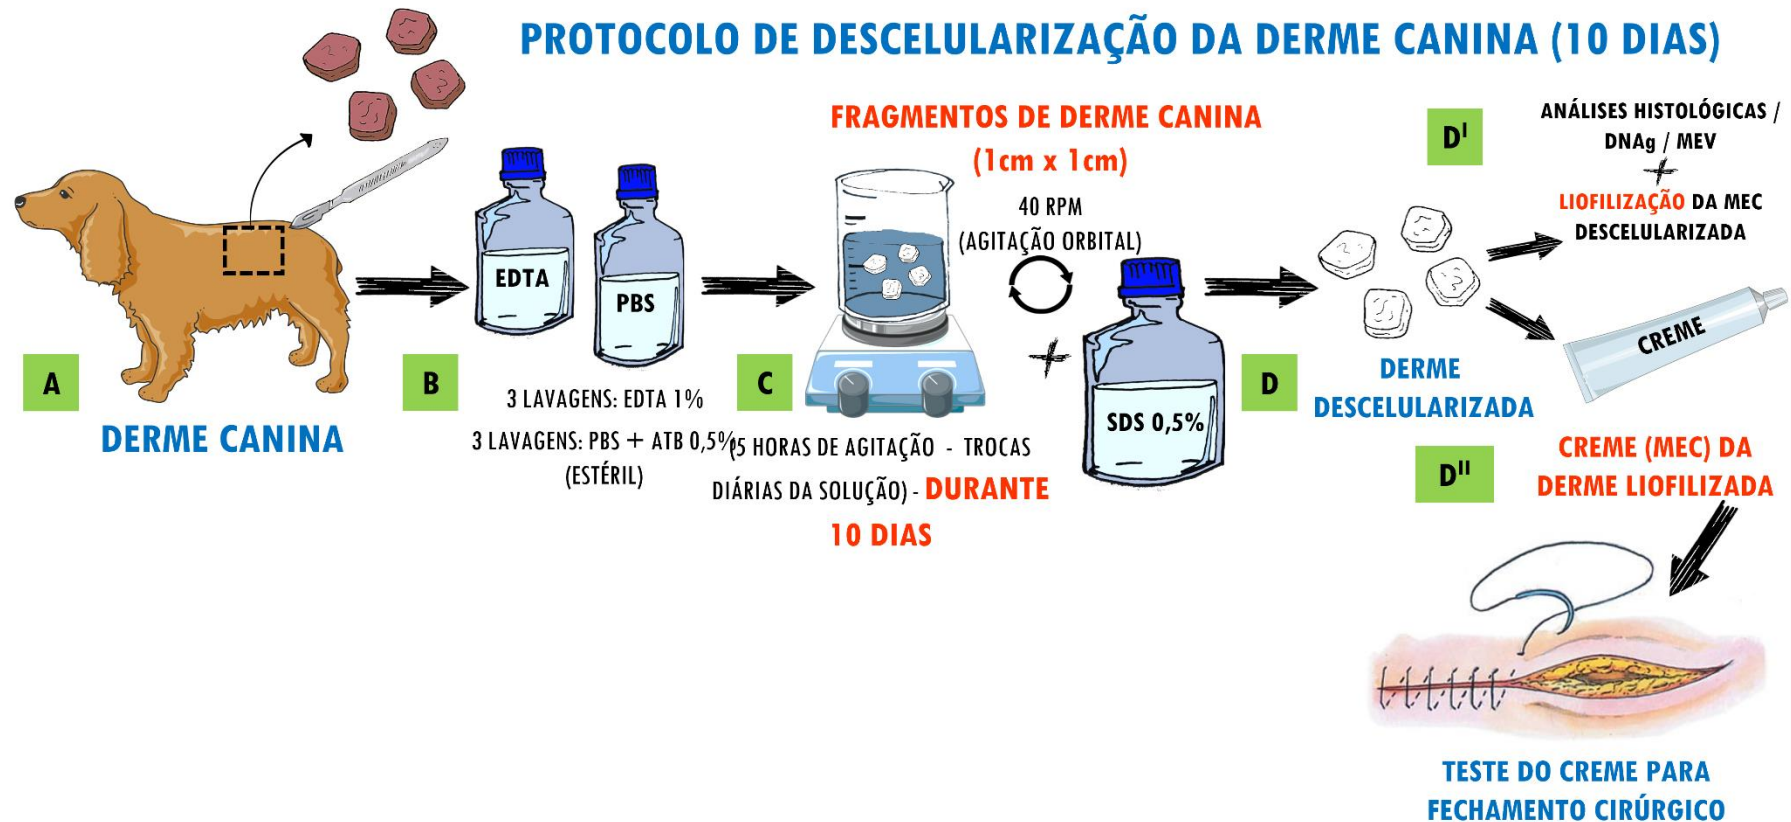 PROTOCOLO DE DESCELULARIZAÇÃO DA DERME CANINA (10 DIAS)
A
DERME CANINA
B
EDTA
PBS
3 LAVAGENS: EDTA 1%
3 LAVAGENS: PBS + ATB 0,5%
(ESTÉRIL)
FRAGMENTOS DE DERME CANINA
(1cm x 1cm)
40 RPM
(AGITAÇÃO ORBITAL)
C
SDS 0,5%
(5 HORAS DE AGITAÇÃO - TROCAS
DIÁRIAS DA SOLUÇÃO) - DURANTE
10 DIAS
D
DERME
DESCELULARIZADA
Dᴵ
ANÁLISES HISTOLÓGICAS /
DNAg / MEV
+
LIOFILIZAÇÃO DA MEC
DESCELULARIZADA
CREME
Dᴵᴵ
CREME (MEC) DA
DERME LIOFILIZADA
TESTE DO CREME PARA
FECHAMENTO CIRÚRGICO